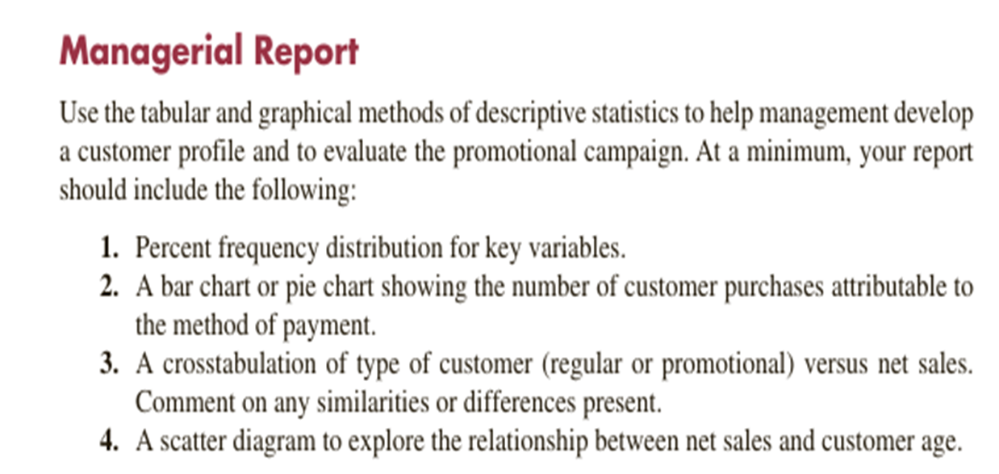 Managerial Report
Use the tabular and graphical methods of descriptive statistics to help management develop
a customer profile and to evaluate the promotional campaign. At a minimum, your report
should include the following:
1. Percent frequency distribution for key variables.
2. A bar chart or pie chart showing the number of customer purchases attributable to
the method of payment.
3. A crosstabulation of type of customer (regular or promotional) versus net sales.
Comment on any similarities or differences present.
4. A scatter diagram to explore the relationship between net sales and customer age.